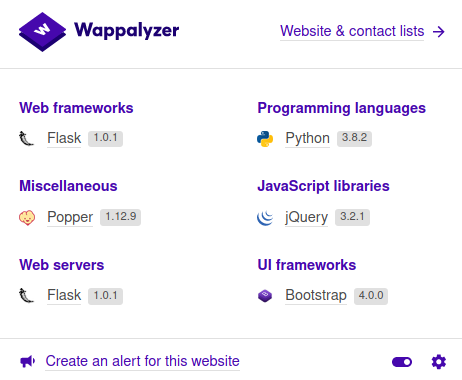 Wappalyzer
Website & contact lists
Web frameworks
Flask 1.0.1
Programming languages
Python 3.8.2
Miscellaneous
Popper 1.12.9
JavaScript libraries
jQuery 3.2.1
Web servers
Flask 1.0.1
UI frameworks
Bootstrap 4.0.0
Create an alert for this website